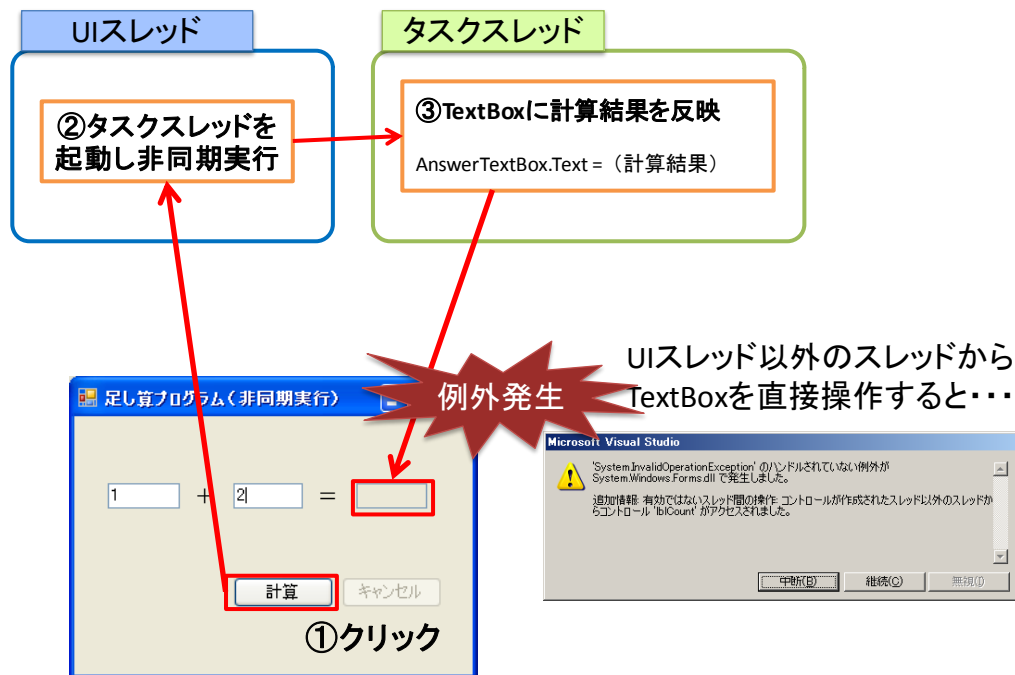 UIスレッド
タスクスレッド
②タスクスレッドを
起動し非同期実行
③TextBoxに計算結果を反映
AnswerTextBox.Text = （計算結果）
例外発生
UIスレッド以外のスレッドから
TextBoxを直接操作すると・・・
足し算プログラム(非同期実行)
1
+
2
=
計算
キャンセル
①クリック
Microsoft Visual Studio
'System.InvalidOperationException' のハンドルされていない例外が
System.Windows.Forms.dll で発生しました。
追加情報: 有効ではないスレッド間の操作: コントロールが作成されたスレッド以外のスレッドか
らコントロール 'lblCount' がアクセスされました。
中断(B)
継続(C)
無視(I)